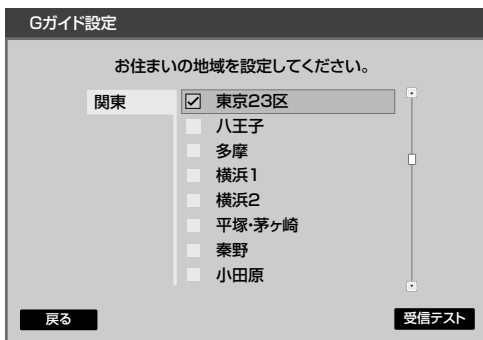 Gガイド設定
お住まいの地域を設定してください。
関東
東京23区
八王子
多摩
横浜1
横浜2
平塚・茅ヶ崎
秦野
小田原
戻る
受信テスト